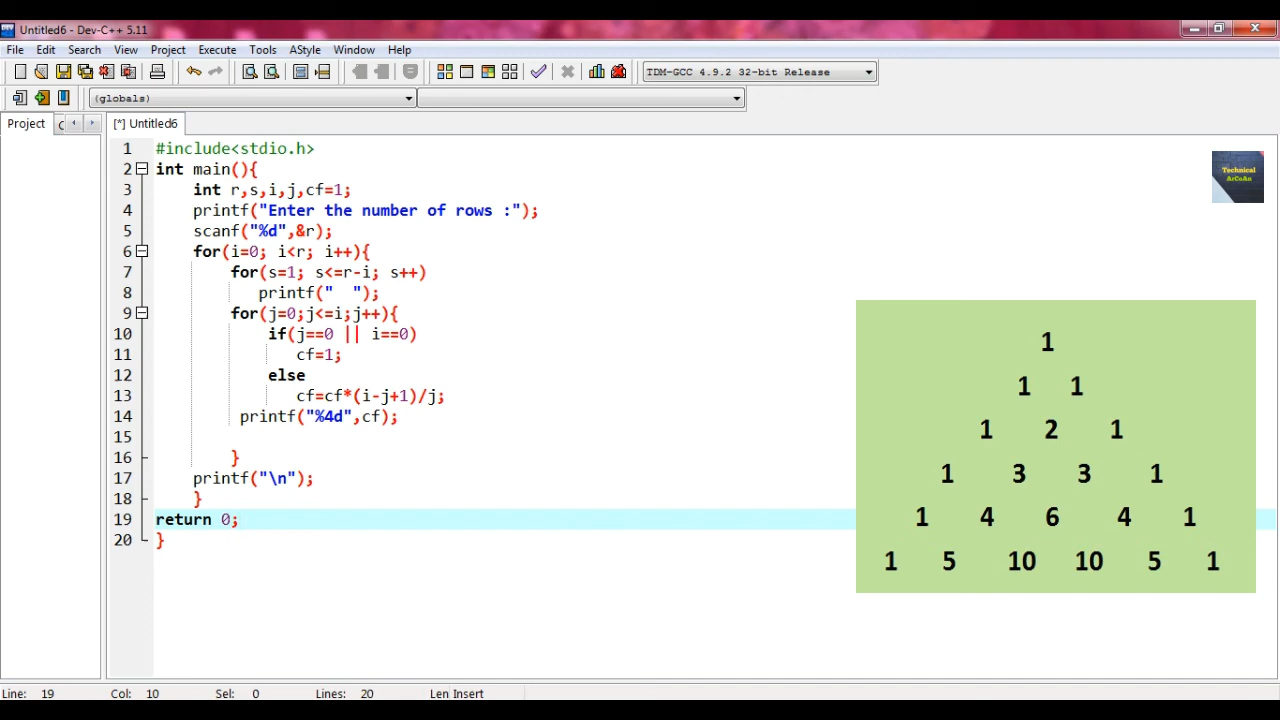 Untitled6 - Dev-C++ 5.11
File Edit Search View Project Execute Tools AStyle Window Help
TDM-GCC 4.9.2 32-bit Release
(globals)
Project C [*] Untitled6
1 #include<stdio.h>
2 int main(){
3 int r,s,i,j,cf=1;
4 printf("Enter the number of rows :");
5 scanf("%d",&r);
6 for(i=0; i<r; i++){
7 for(s=1; s<=r-i; s++)
8 printf("  ");
9 for(j=0;j<=i;j++){
10 if(j==0 || i==0)
11 cf=1;
12 else
13 cf=cf*(i-j+1)/j;
14 printf("%4d",cf);
15
16 }
17 printf("\n");
18 }
19 return 0;
20 }
Technical
ArCoAn
1
1 1
1 2 1
1 3 3 1
1 4 6 4 1
1 5 10 10 5 1
Line: 19 Col: 10 Sel: 0 Lines: 20 Len Insert